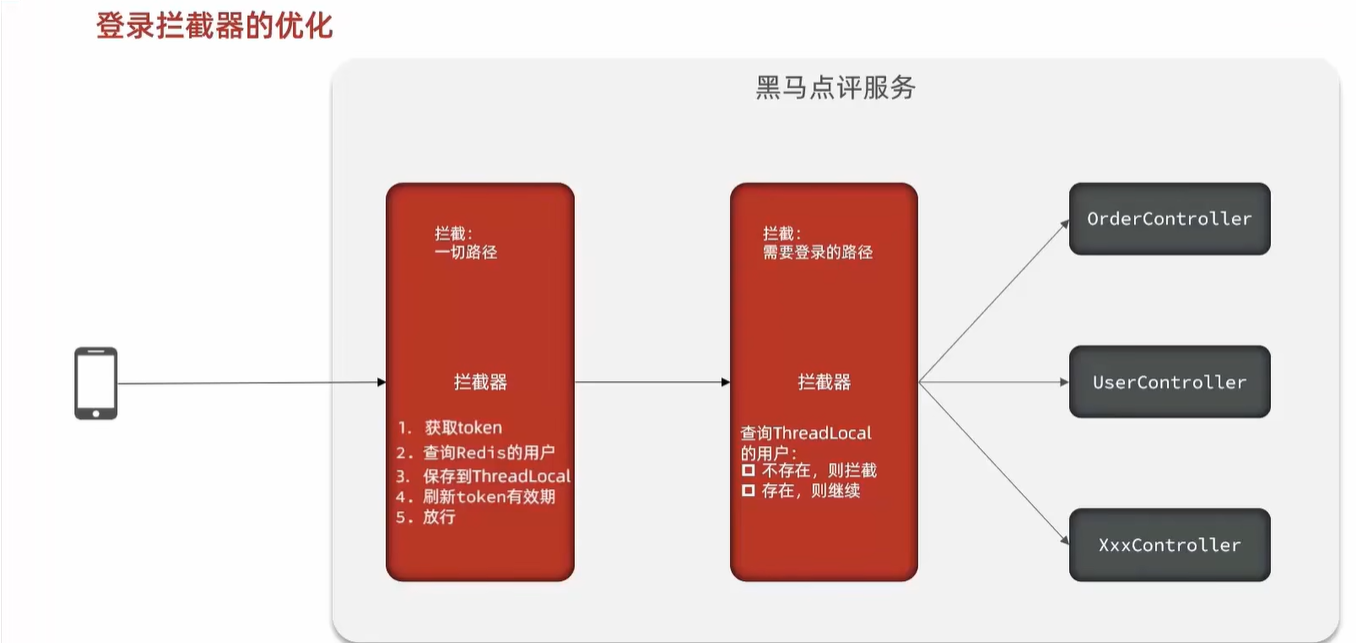 登录拦截器的优化
黑马点评服务
拦截：
一切路径
拦截器
1. 获取token
2. 查询Redis的用户
3. 保存到ThreadLocal
4. 刷新token有效期
5. 放行
拦截：
需要登录的路径
拦截器
查询ThreadLocal
的用户：
不存在，则拦截
存在，则继续
OrderController
UserController
XxxController